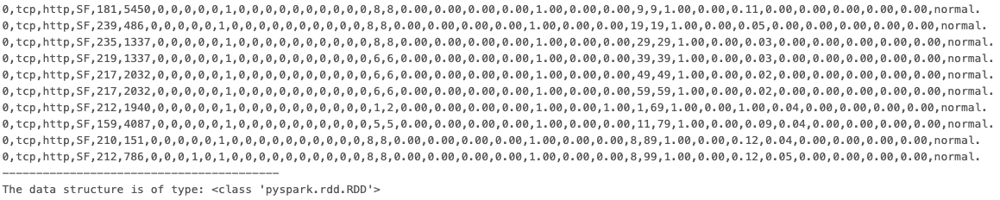 0,tcp,http,SF,181,5450,0,0,0,0,0,1,0,0,0,0,0,0,0,0,0,0,8,8,0.00,0.00,0.00,0.00,1.00,0.00,0.00,9,9,1.00,0.00,0.11,0.00,0.00,0.00,0.00,0.00,normal.
0,tcp,http,SF,239,486,0,0,0,0,0,1,0,0,0,0,0,0,0,0,0,0,8,8,0.00,0.00,0.00,0.00,1.00,0.00,0.00,19,19,1.00,0.00,0.05,0.00,0.00,0.00,0.00,0.00,normal.
0,tcp,http,SF,235,1337,0,0,0,0,0,1,0,0,0,0,0,0,0,0,0,0,8,8,0.00,0.00,0.00,0.00,1.00,0.00,0.00,29,29,1.00,0.00,0.03,0.00,0.00,0.00,0.00,0.00,normal.
0,tcp,http,SF,219,1337,0,0,0,0,0,1,0,0,0,0,0,0,0,0,0,0,6,6,0.00,0.00,0.00,0.00,1.00,0.00,0.00,39,39,1.00,0.00,0.03,0.00,0.00,0.00,0.00,0.00,normal.
0,tcp,http,SF,217,2032,0,0,0,0,0,1,0,0,0,0,0,0,0,0,0,0,6,6,0.00,0.00,0.00,0.00,1.00,0.00,0.00,49,49,1.00,0.00,0.02,0.00,0.00,0.00,0.00,0.00,normal.
0,tcp,http,SF,217,2032,0,0,0,0,0,1,0,0,0,0,0,0,0,0,0,0,6,6,0.00,0.00,0.00,0.00,1.00,0.00,0.00,59,59,1.00,0.00,0.02,0.00,0.00,0.00,0.00,0.00,normal.
0,tcp,http,SF,212,1940,0,0,0,0,0,1,0,0,0,0,0,0,0,0,0,0,1,2,0.00,0.00,0.00,0.00,1.00,0.00,1.00,1,69,1.00,0.00,1.00,0.04,0.00,0.00,0.00,0.00,normal.
0,tcp,http,SF,159,4087,0,0,0,0,0,1,0,0,0,0,0,0,0,0,0,0,5,5,0.00,0.00,0.00,0.00,1.00,0.00,0.00,11,79,1.00,0.00,0.09,0.04,0.00,0.00,0.00,0.00,normal.
0,tcp,http,SF,210,151,0,0,0,0,0,1,0,0,0,0,0,0,0,0,0,0,8,8,0.00,0.00,0.00,0.00,1.00,0.00,0.00,8,89,1.00,0.00,0.12,0.04,0.00,0.00,0.00,0.00,normal.
0,tcp,http,SF,212,786,0,0,0,1,0,1,0,0,0,0,0,0,0,0,0,0,8,8,0.00,0.00,0.00,0.00,1.00,0.00,0.00,8,99,1.00,0.00,0.12,0.05,0.00,0.00,0.00,0.00,normal.
-----------------------------------------
The data structure is of type: <class 'pyspark.rdd.RDD'>